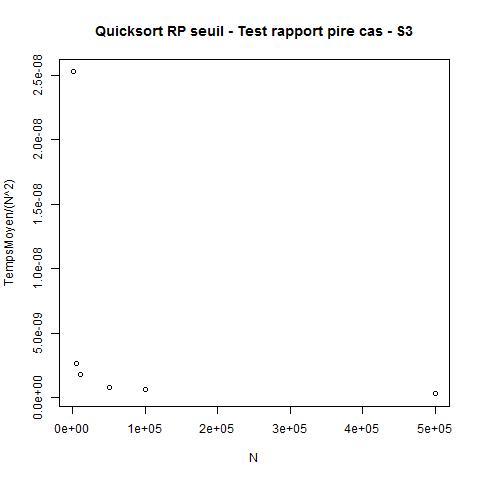 Quicksort RP seuil - Test rapport pire cas - S3
TempsMoyen/(N^2)
2.5e-08
2.0e-08
1.5e-08
1.0e-08
5.0e-09
0.0e+00
0e+00 1e+05 2e+05 3e+05 4e+05 5e+05
N